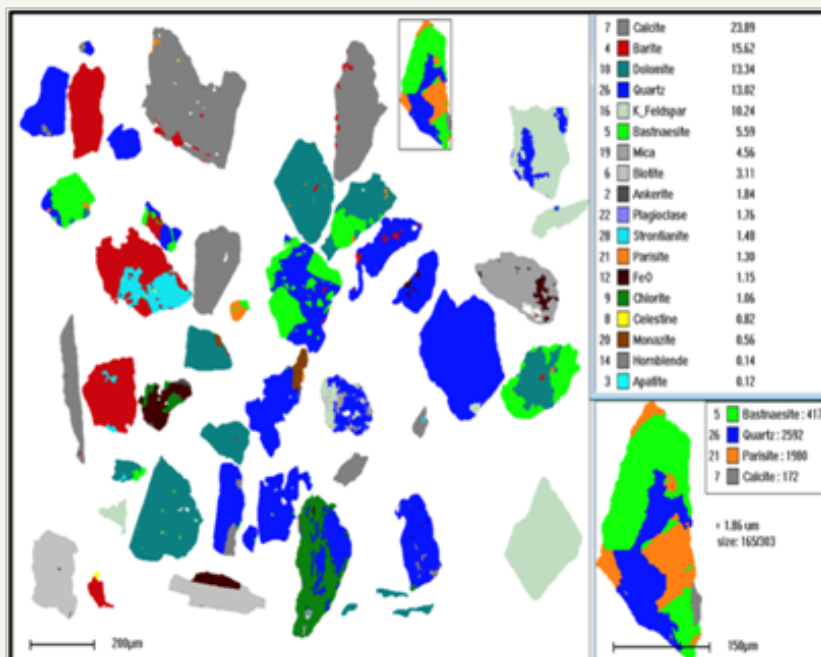 7 Calcite 23.89
4 Barite 15.62
10 Dolomite 13.34
26 Quartz 13.02
16 K_Feldspar 10.24
5 Bastnaesite 5.59
19 Mica 4.56
6 Biotite 3.11
2 Ankerite 1.84
22 Plagioclase 1.76
28 Strontianite 1.48
21 Parisite 1.30
12 FeO 1.15
9 Chlorite 1.06
8 Celestine 0.82
20 Monazite 0.56
14 Hornblende 0.14
3 Apatite 0.12
5 Bastnaesite : 417
26 Quartz : 2592
21 Parisite : 1980
7 Calcite : 172
= 1.86 um
size: 165/303
200µm
150µm